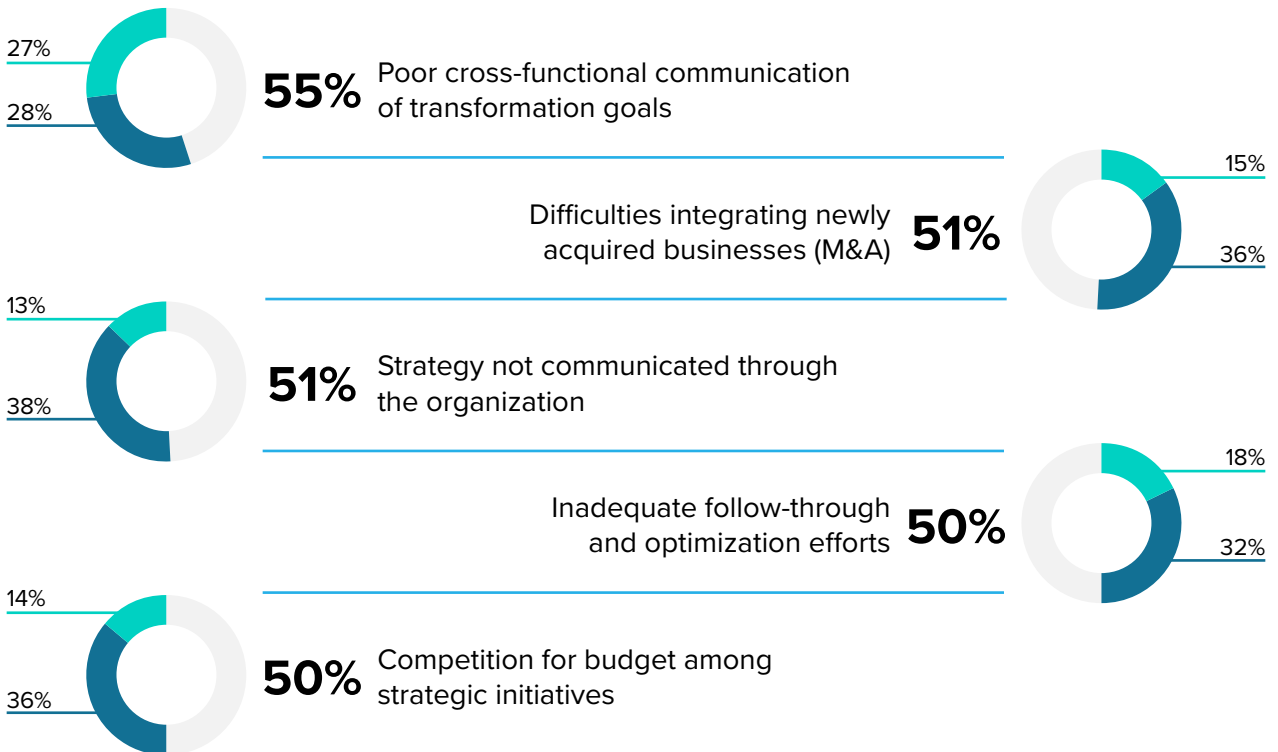 27%
28%
55%
Poor cross-functional communication
of transformation goals
Difficulties integrating newly
acquired businesses (M&A)
51%
15%
36%
13%
38%
51%
Strategy not communicated through
the organization
Inadequate follow-through
and optimization efforts
50%
18%
32%
14%
36%
50%
Competition for budget among
strategic initiatives